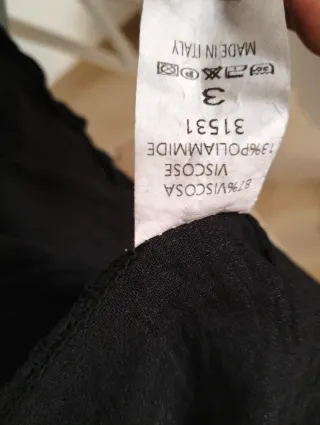 87%VISCOSA
VISCOSE
13%POLIAMMIDE
31531
3
MADE IN ITALY